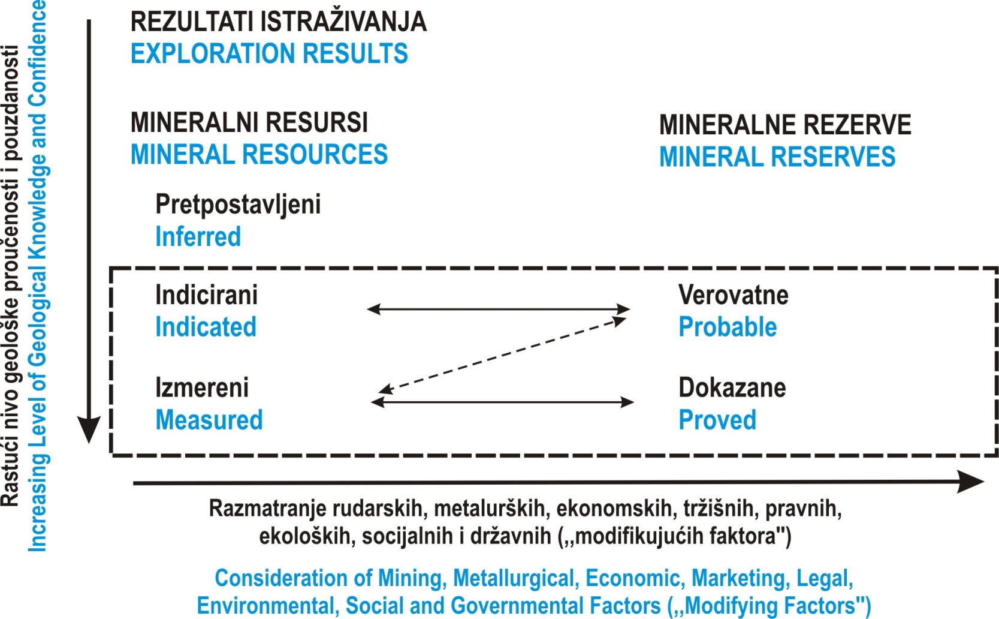 Rastući nivo geološke proučenosti i pouzdanosti
Increasing Level of Geological Knowledge and Confidence
REZULTATI ISTRAŽIVANJA
EXPLORATION RESULTS
MINERALNI RESURSI
MINERAL RESOURCES
MINERALNE REZERVE
MINERAL RESERVES
Pretpostavljeni
Inferred
Indicirani
Indicated
Verovatne
Probable
Izmereni
Measured
Dokazane
Proved
Razmatranje rudarskih, metalurških, ekonomskih, tržišnih, pravnih,
ekoloških, socijalnih i državnih (,,modifikujućih faktora")
Consideration of Mining, Metallurgical, Economic, Marketing, Legal,
Environmental, Social and Governmental Factors (,,Modifying Factors")